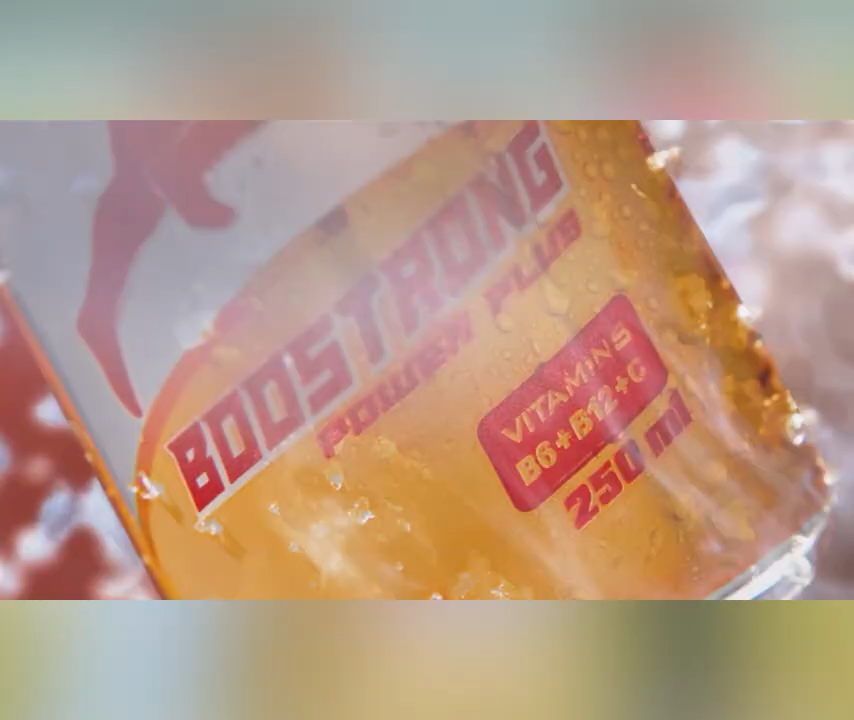 BOOSTRONG
POWER PLUS
VITAMINS
B6+B12+C
250 ml